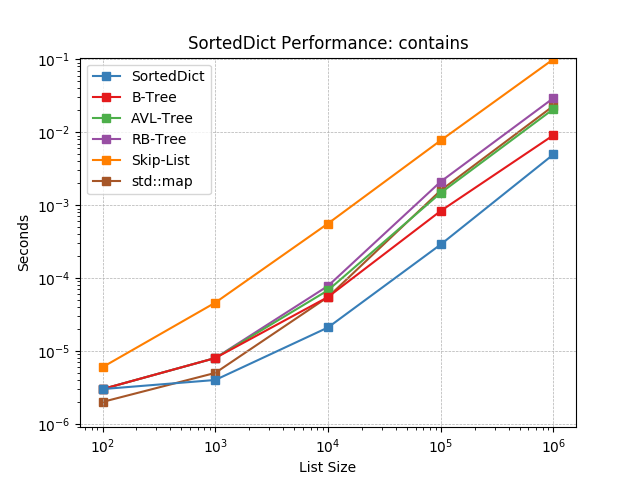 SortedDict Performance: contains
SortedDict
B-Tree
AVL-Tree
RB-Tree
Skip-List
std::map
Seconds
10⁻¹
10⁻²
10⁻³
10⁻⁴
10⁻⁵
10⁻⁶
10²
10³
10⁴
10⁵
10⁶
List Size